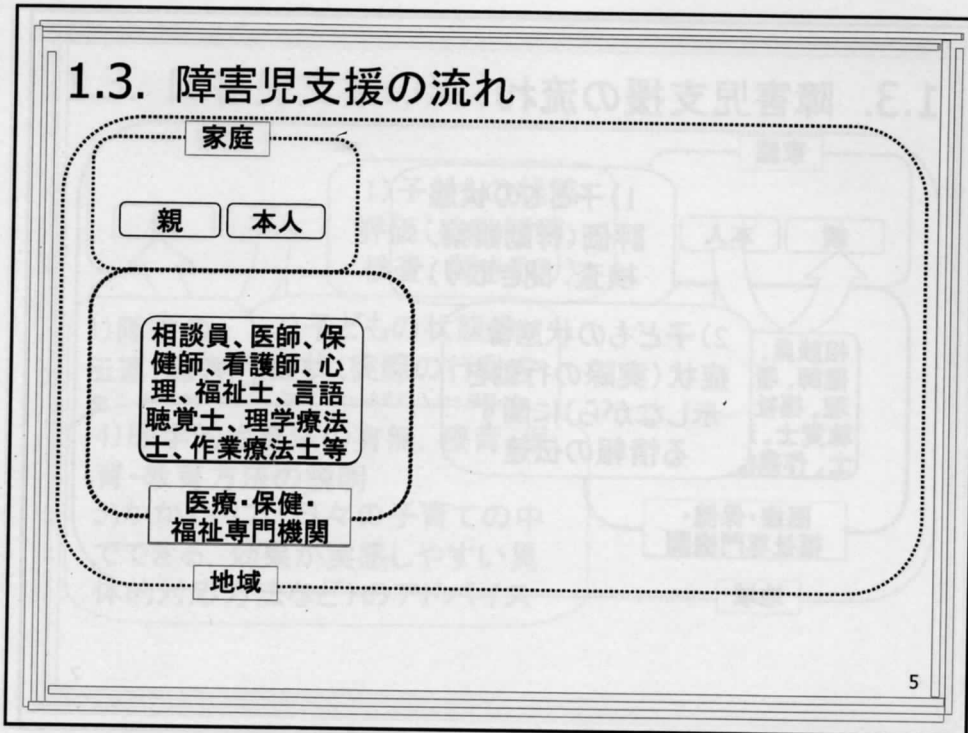 1.3. 障害児支援の流れ
家庭
親 本人
相談員、医師、保
健師、看護師、心
理、福祉士、言語
聴覚士、理学療法
士、作業療法士等
医療・保健・
福祉専門機関
地域
5